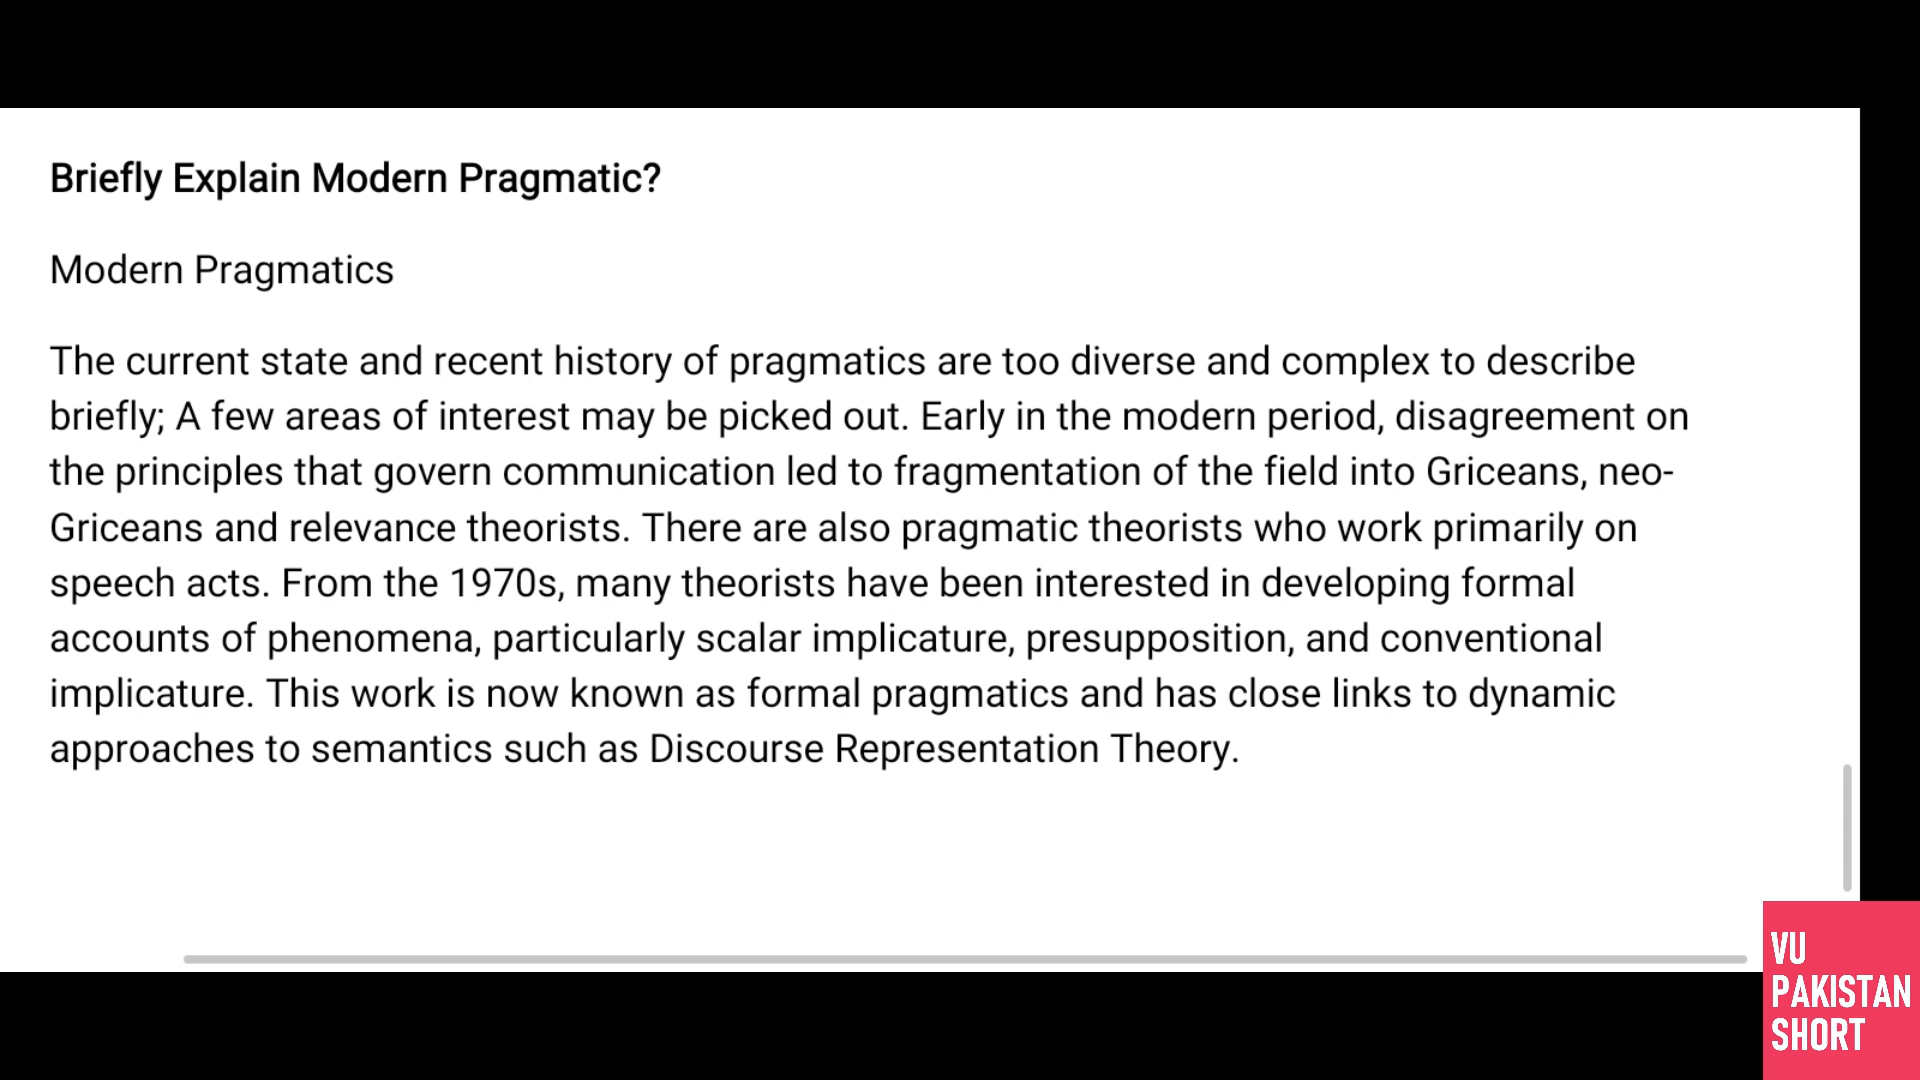 Briefly Explain Modern Pragmatic?
Modern Pragmatics
The current state and recent history of pragmatics are too diverse and complex to describe
briefly; A few areas of interest may be picked out. Early in the modern period, disagreement on
the principles that govern communication led to fragmentation of the field into Griceans, neo-
Griceans and relevance theorists. There are also pragmatic theorists who work primarily on
speech acts. From the 1970s, many theorists have been interested in developing formal
accounts of phenomena, particularly scalar implicature, presupposition, and conventional
implicature. This work is now known as formal pragmatics and has close links to dynamic
approaches to semantics such as Discourse Representation Theory.
VU
PAKISTAN
SHORT